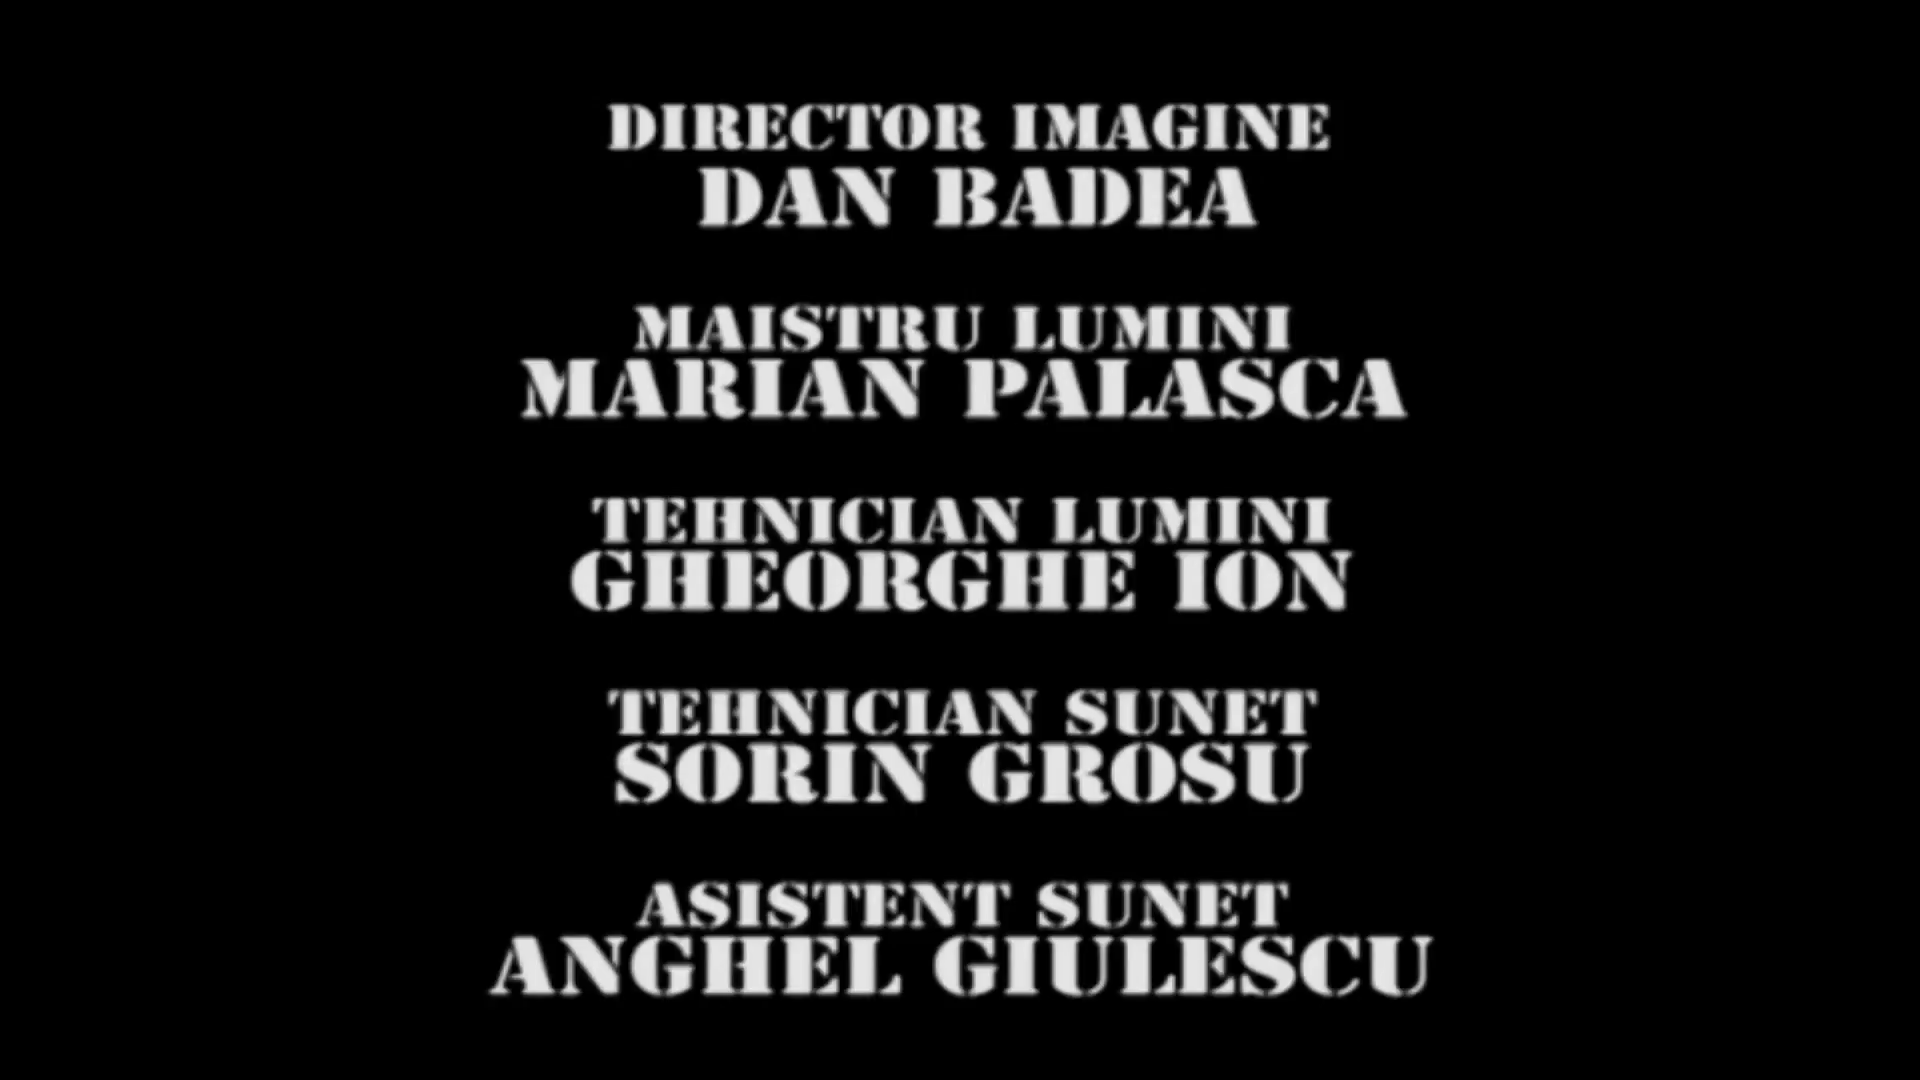 DIRECTOR IMAGINE
DAN BADEA
MAISTRU LUMINI
MARIAN PALASCA
TEHNICIAN LUMINI
GHEORGHE ION
TEHNICIAN SUNET
SORIN GROSU
ASISTENT SUNET
ANGHEL GIULESCU